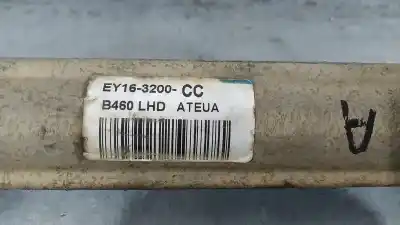 EY16-3200- CC
B460 LHD ATEUA
A